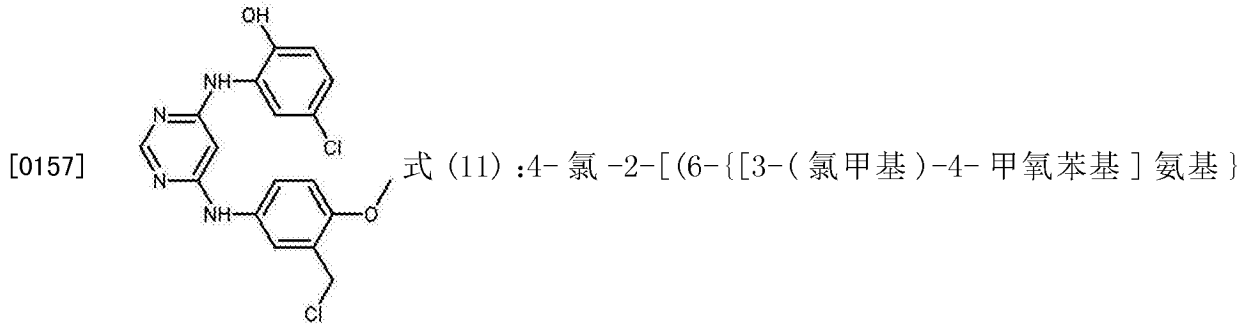 OH
NH
N
Cl
[0157] 式 (11) :4- 氯 -2-[(6-{[3-( 氯甲基 )-4- 甲氧苯基 ] 氨基 }
N
NH
O
Cl